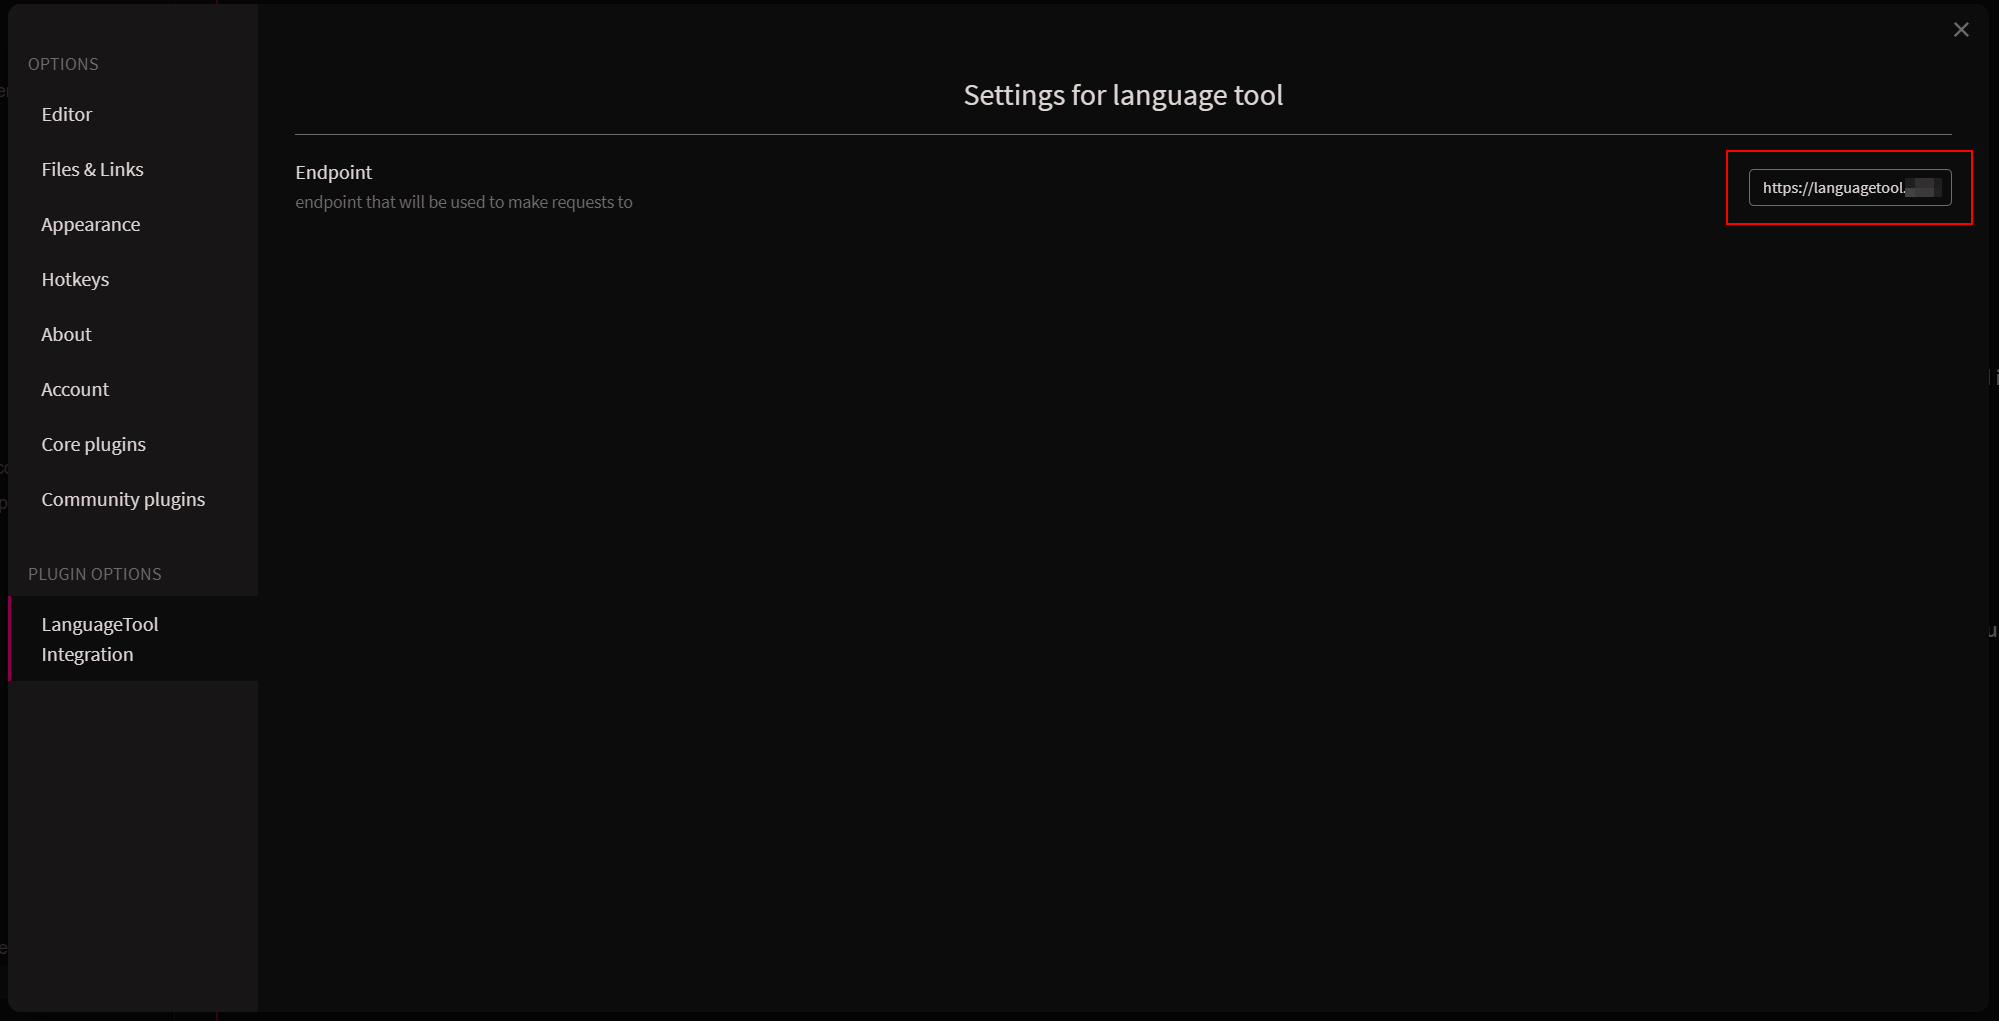 OPTIONS
Editor
Files & Links
Appearance
Hotkeys
About
Account
Core plugins
Community plugins
PLUGIN OPTIONS
LanguageTool
Integration
Settings for language tool
Endpoint
endpoint that will be used to make requests to
https://languagetool.